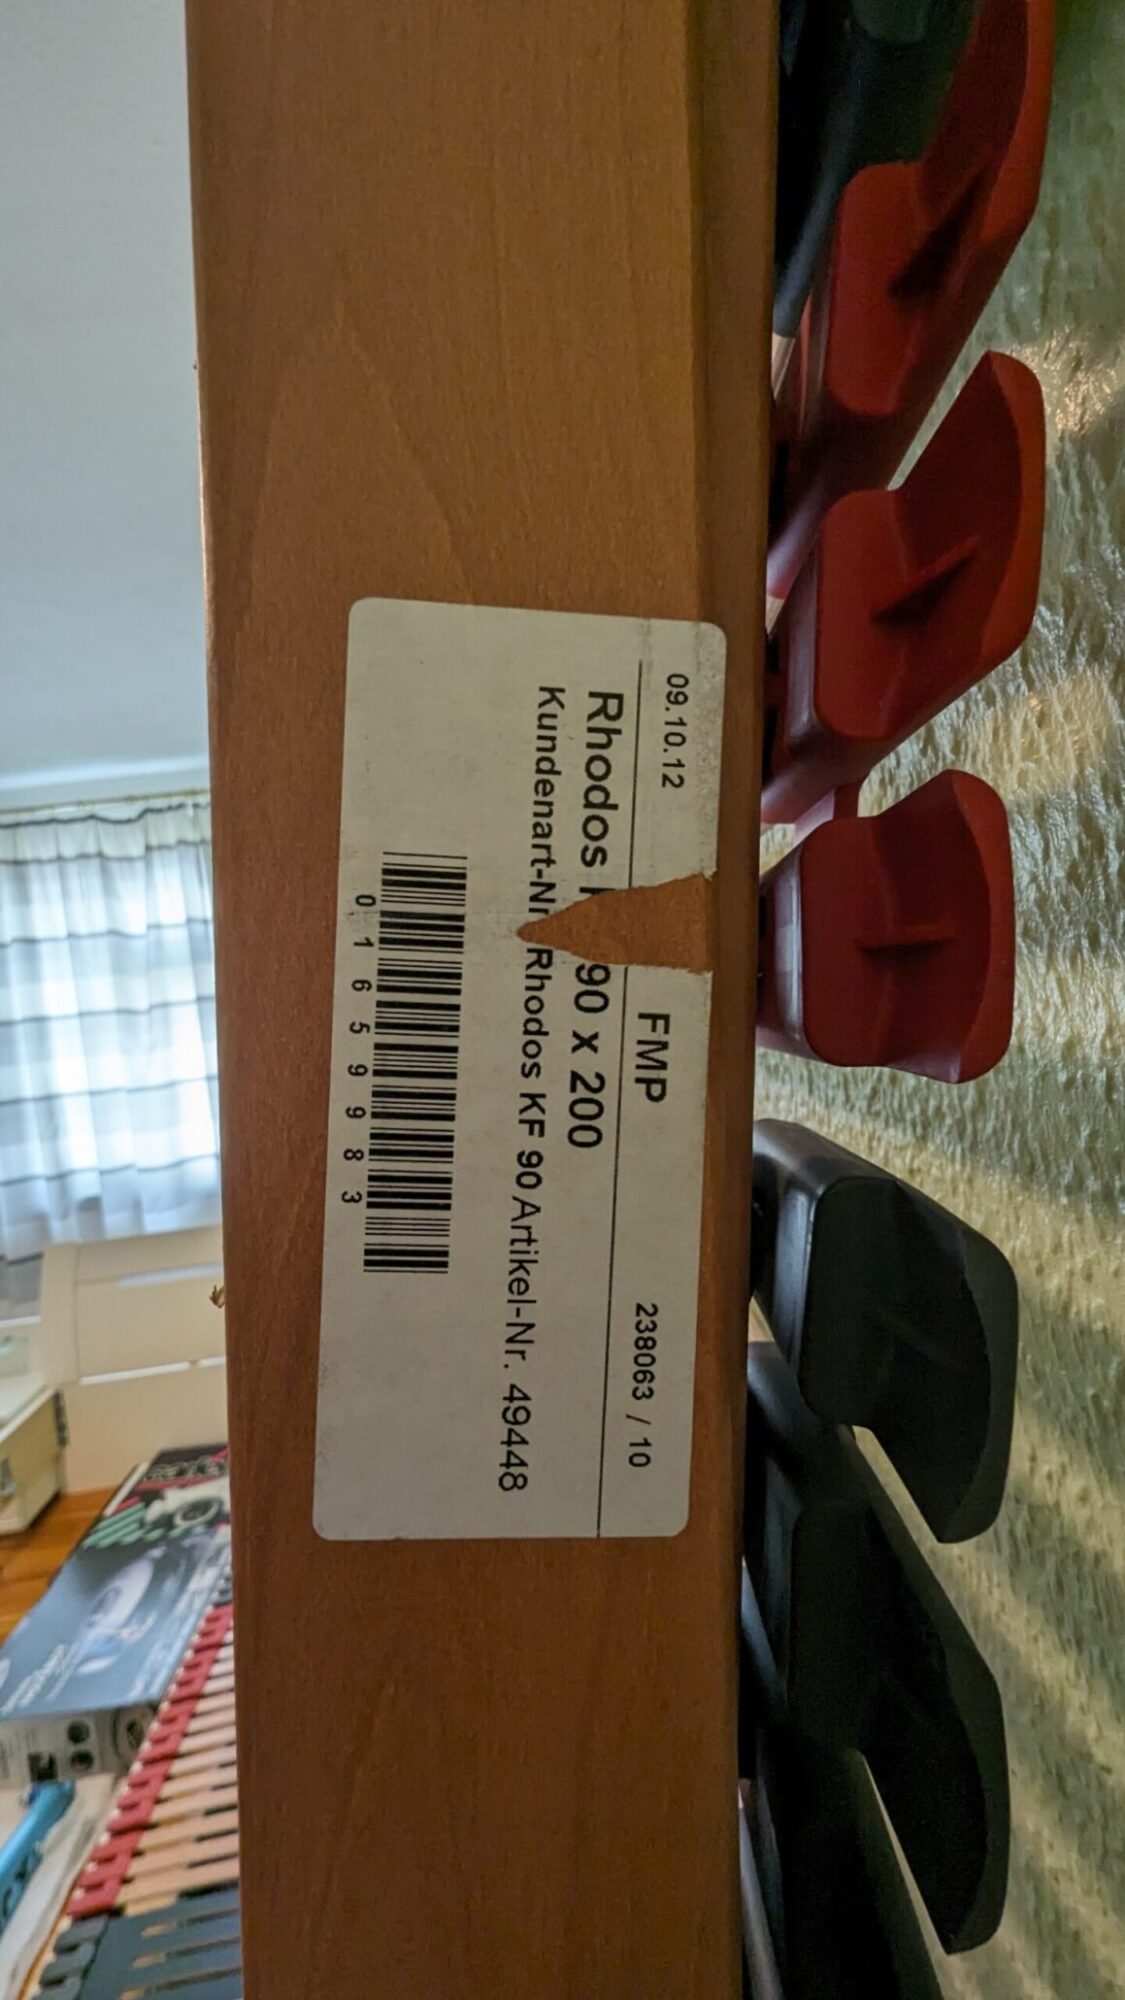 09.10.12 FMP 238063 / 10
Rhodos 90 x 200
Kundenart-Nr Rhodos KF 90 Artikel-Nr. 49448
0 1 6 5 9 9 8 3